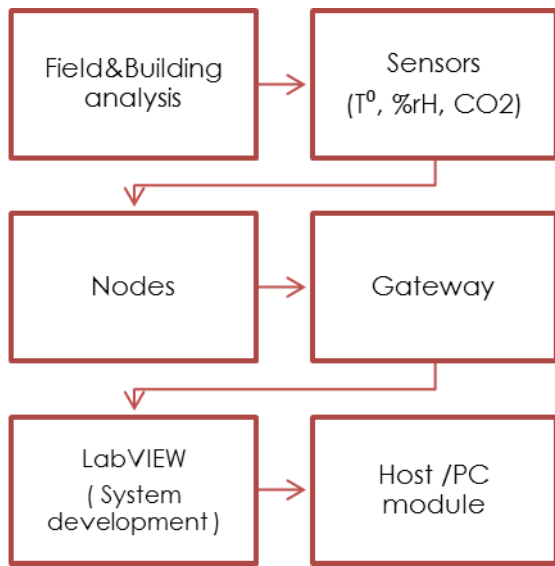 Field&Building
analysis
Sensors
(T⁰, %rH, CO2)
Nodes
Gateway
LabVIEW
( System
development )
Host /PC
module